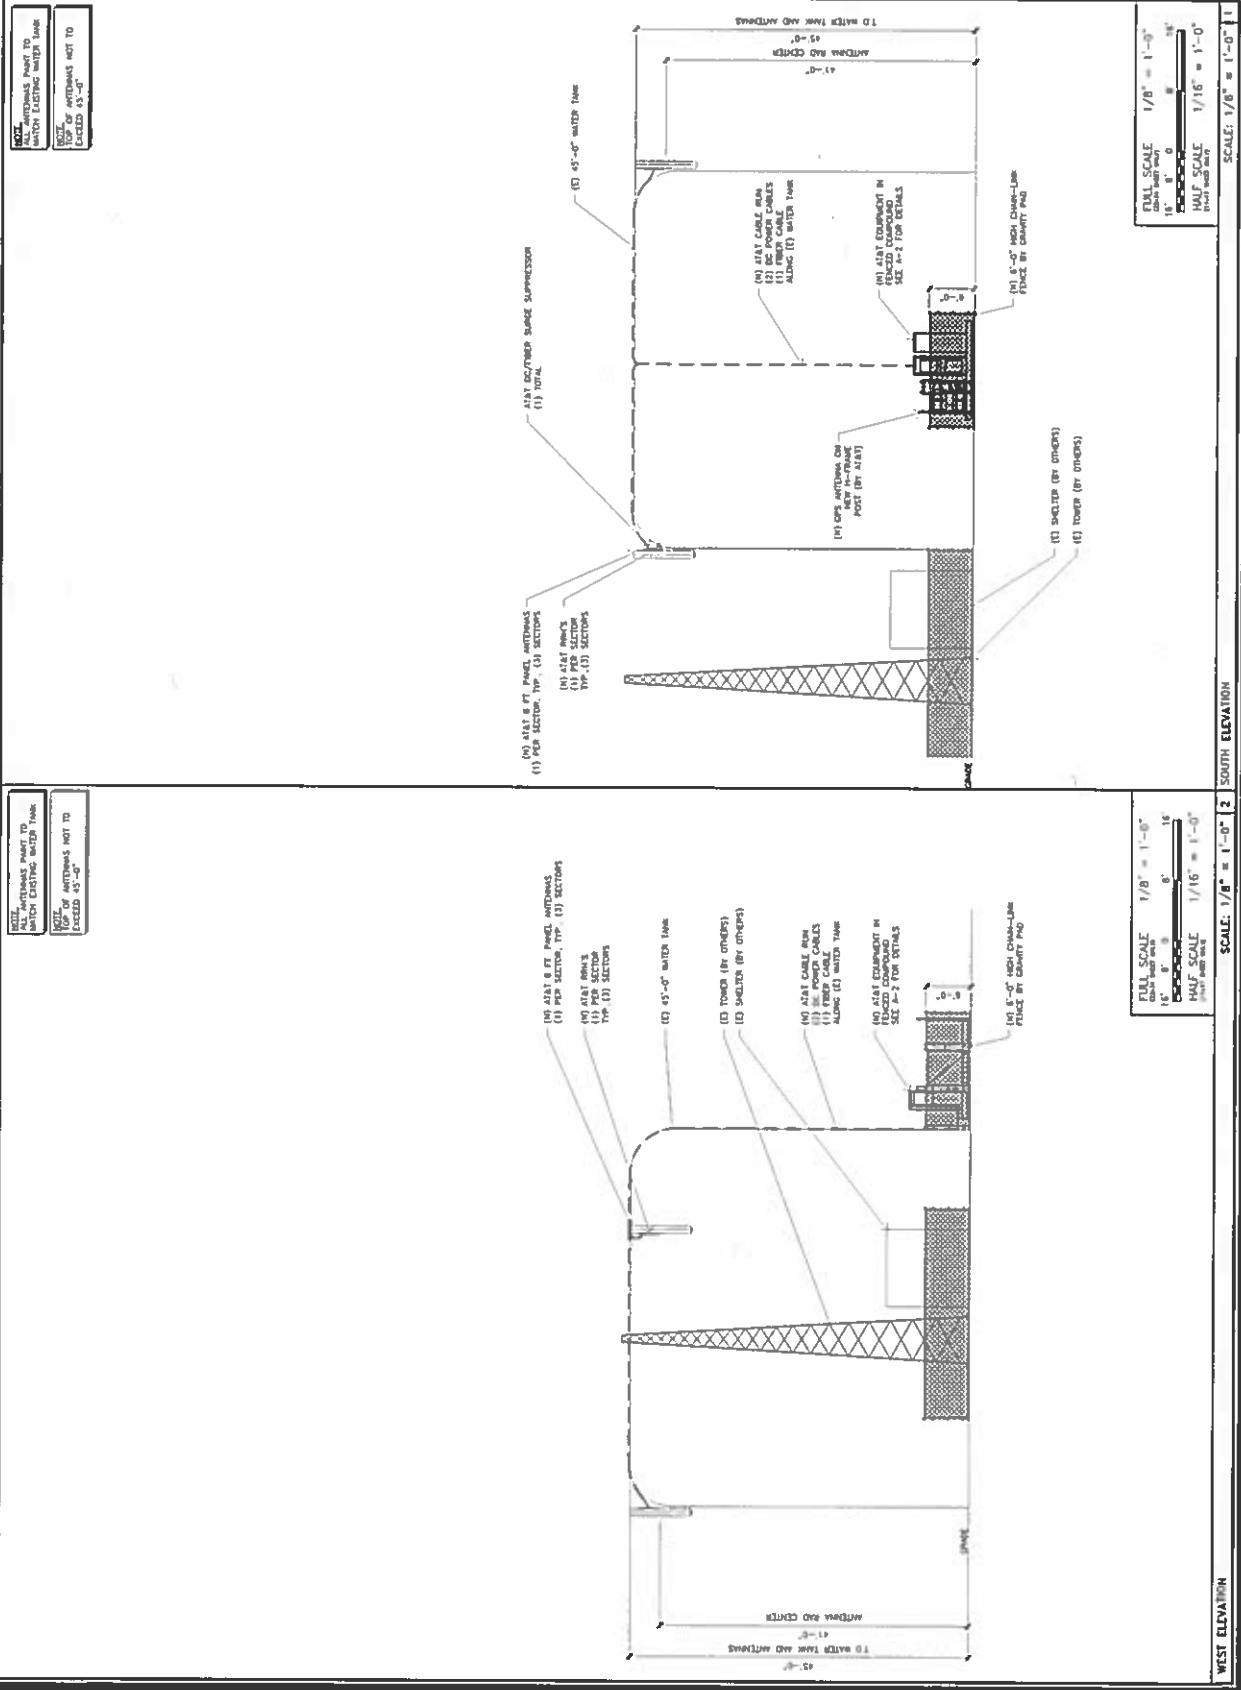 NOTE
ALL ANTENNAS PAINT TO
MATCH EXISTING WATER TANK
NOTE
TOP OF ANTENNAS NOT TO
EXCEED 45'-0"
(N) AT&T 8 FT. PANEL ANTENNAS
(1) PER SECTOR, TYP., (3) SECTORS
(N) AT&T RRH'S
(1) PER SECTOR
TYP.,(3) SECTORS
(E) 45'-0" WATER TANK
(E) TOWER (BY OTHERS)
(E) SHELTER (BY OTHERS)
(N) AT&T CABLE RUN
(2) DC POWER CABLES
(1) FIBER CABLE
ALONG (E) WATER TANK
(N) AT&T EQUIPMENT IN
FENCED COMPOUND
SEE A-2 FOR DETAILS
6'-0"
(N) 6'-0" HIGH CHAIN-LINK
FENCE BY GRAVITY PAD
GRADE
ANTENNA RAD CENTER
41'-0"
T.O WATER TANK AND ANTENNAS
45'-0"
FULL SCALE 1/8" = 1'-0"
16' 8' 0 8' 16'
HALF SCALE 1/16" = 1'-0"
WEST ELEVATION
SCALE: 1/8" = 1'-0"
2
NOTE
ALL ANTENNAS PAINT TO
MATCH EXISTING WATER TANK
NOTE
TOP OF ANTENNAS NOT TO
EXCEED 45'-0"
(N) AT&T 8 FT. PANEL ANTENNAS
(1) PER SECTOR, TYP., (3) SECTORS
(N) AT&T RRH'S
(1) PER SECTOR
TYP.,(3) SECTORS
AT&T DC/FIBER SURGE SUPPRESSOR
(1) TOTAL
(E) 45'-0" WATER TANK
T.O WATER TANK AND ANTENNAS
45'-0"
ANTENNA RAD CENTER
41'-0"
(N) AT&T CABLE RUN
(2) DC POWER CABLES
(1) FIBER CABLE
ALONG (E) WATER TANK
(N) AT&T EQUIPMENT IN
FENCED COMPOUND
SEE A-2 FOR DETAILS
(N) GPS ANTENNA ON
NEW H-FRAME
POST (BY AT&T)
6'-0"
(N) 6'-0" HIGH CHAIN-LINK
FENCE BY GRAVITY PAD
(E) SHELTER (BY OTHERS)
(E) TOWER (BY OTHERS)
GRADE
FULL SCALE 1/8" = 1'-0"
16' 8' 0 8' 16'
HALF SCALE 1/16" = 1'-0"
SOUTH ELEVATION
SCALE: 1/8" = 1'-0"
1